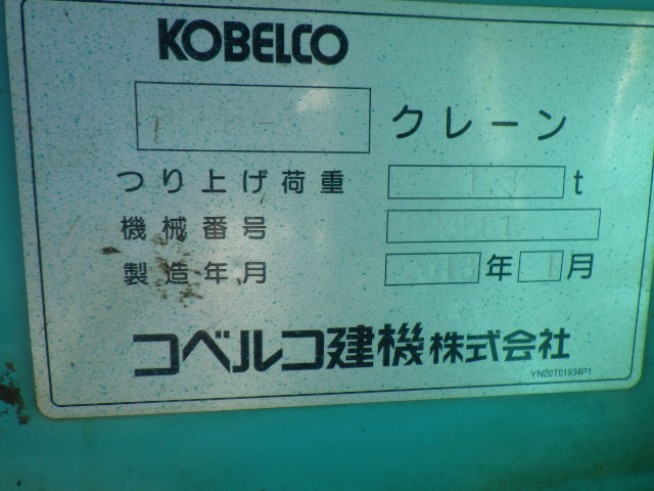 KOBELCO
クレーン
つり上げ荷重 t
機械番号
製造年月 年 月
コベルコ建機株式会社
YN20T01934P1